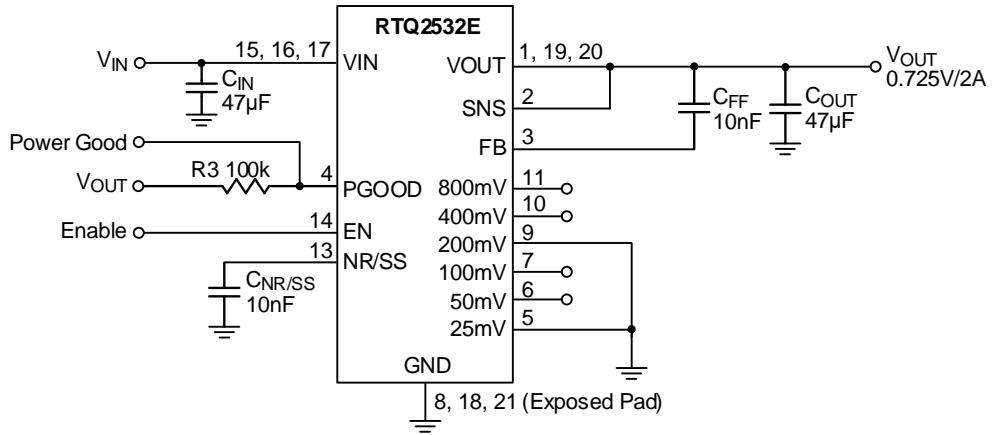 RTQ2532E
VIN
15, 16, 17
VIN
CIN
47µF
VOUT
1, 19, 20
VOUT
0.725V/2A
SNS
2
CFF
10nF
COUT
47µF
FB
3
Power Good
VOUT
R3 100k
4
PGOOD
800mV
11
400mV
10
Enable
14
EN
200mV
9
13
NR/SS
CNR/SS
10nF
100mV
7
50mV
6
25mV
5
GND
8, 18, 21 (Exposed Pad)